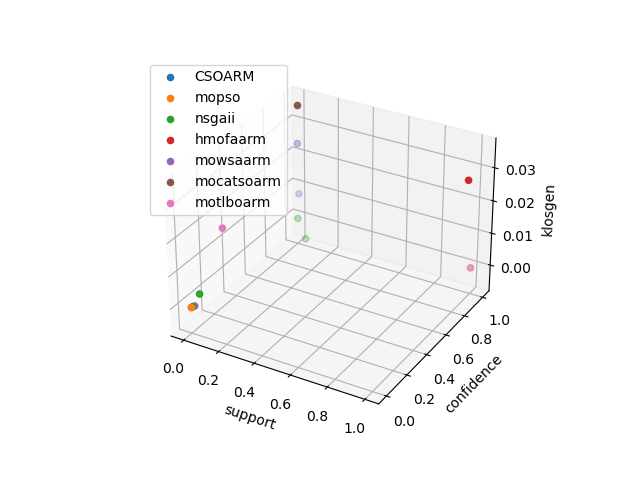 CSOARM
mopso
nsgaii
hmofaarm
mowsaarm
mocatsoarm
motlboarm
0.03
0.02
0.01
0.00
klosgen
1.0
0.8
0.6
0.4
0.2
0.0
confidence
0.0
0.2
0.4
0.6
0.8
1.0
support